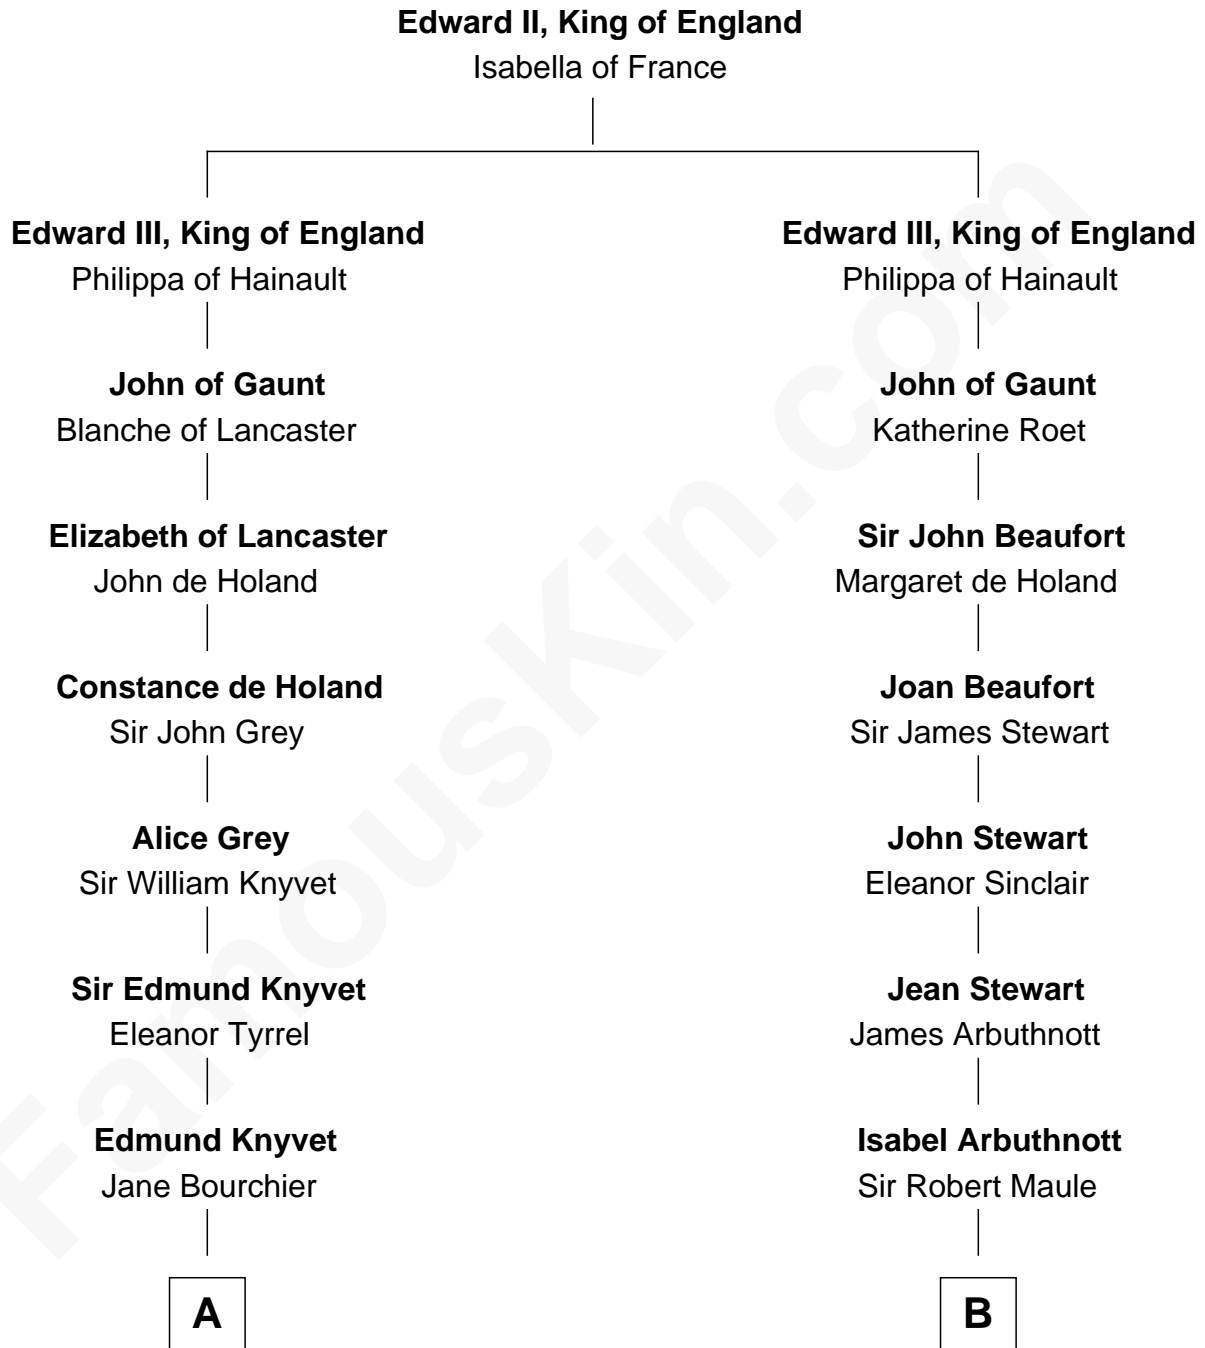 Edward II, King of England
Isabella of France
Edward III, King of England
Philippa of Hainault
John of Gaunt
Blanche of Lancaster
Elizabeth of Lancaster
John de Holand
Constance de Holand
Sir John Grey
Alice Grey
Sir William Knyvet
Sir Edmund Knyvet
Eleanor Tyrrel
Edmund Knyvet
Jane Bourchier
A
Edward III, King of England
Philippa of Hainault
John of Gaunt
Katherine Roet
Sir John Beaufort
Margaret de Holand
Joan Beaufort
Sir James Stewart
John Stewart
Eleanor Sinclair
Jean Stewart
James Arbuthnott
Isabel Arbuthnott
Sir Robert Maule
B
FamousKin.com